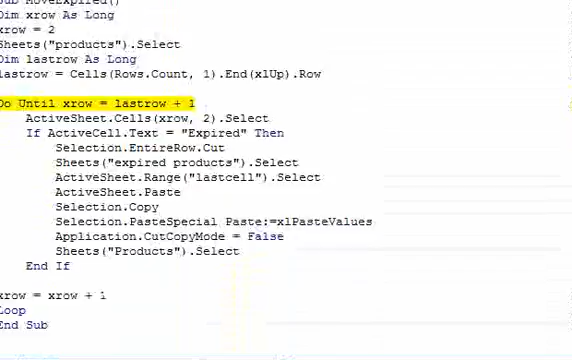 Sub MoveExpired()
Dim xrow As Long
xrow = 2
Sheets("products").Select
Dim lastrow As Long
lastrow = Cells(Rows.Count, 1).End(xlUp).Row
Do Until xrow = lastrow + 1
ActiveSheet.Cells(xrow, 2).Select
If ActiveCell.Text = "Expired" Then
Selection.EntireRow.Cut
Sheets("expired products").Select
ActiveSheet.Range("lastcell").Select
ActiveSheet.Paste
Selection.Copy
Selection.PasteSpecial Paste:=xlPasteValues
Application.CutCopyMode = False
Sheets("Products").Select
End If
xrow = xrow + 1
Loop
End Sub